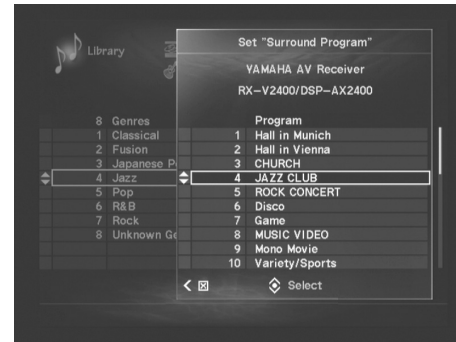 Library
8 Genres
1 Classical
2 Fusion
3 Japanese P
4 Jazz
5 Pop
6 R&B
7 Rock
8 Unknown Ge
Set "Surround Program"
YAMAHA AV Receiver
RX-V2400/DSP-AX2400
Program
1 Hall in Munich
2 Hall in Vienna
3 CHURCH
4 JAZZ CLUB
5 ROCK CONCERT
6 Disco
7 Game
8 MUSIC VIDEO
9 Mono Movie
10 Variety/Sports
Select